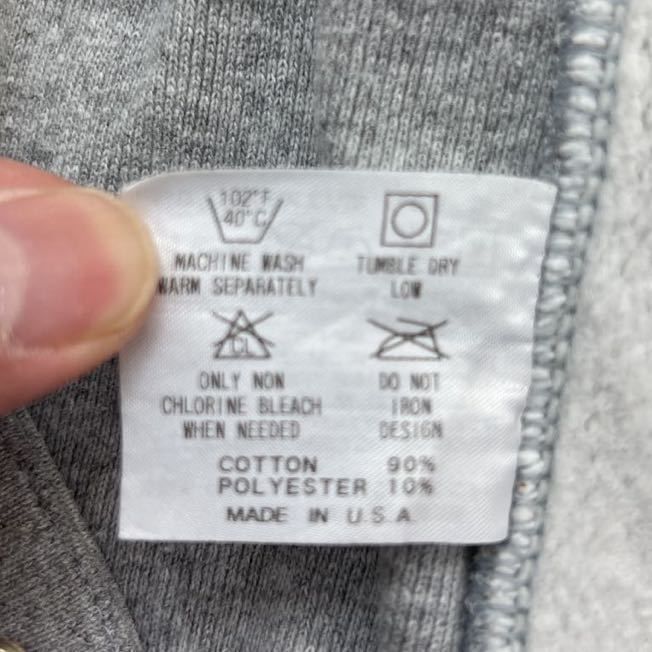 102°F
40°C
MACHINE WASH
WARM SEPARATELY
TUMBLE DRY
LOW
CL
ONLY NON
CHLORINE BLEACH
WHEN NEEDED
DO NOT
IRON
DESIGN
COTTON 90%
POLYESTER 10%
MADE IN U.S.A